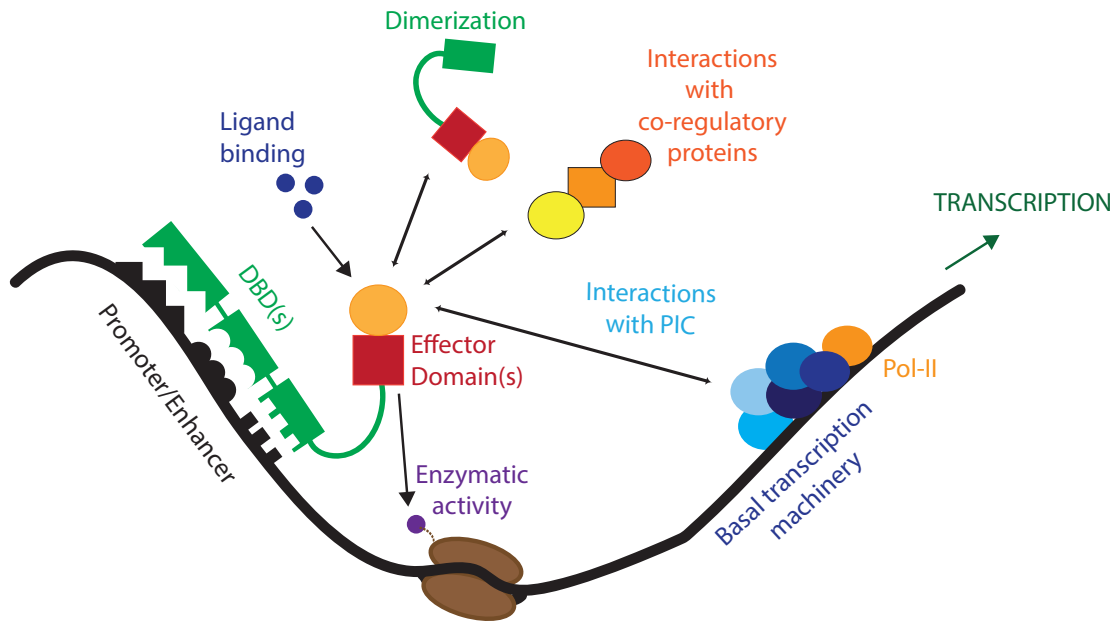 Dimerization
Interactions
with
co-regulatory
proteins
Ligand
binding
TRANSCRIPTION
DBD(s)
Promoter/Enhancer
Interactions
with PIC
Effector
Domain(s)
Pol-II
Basal transcription
machinery
Enzymatic
activity